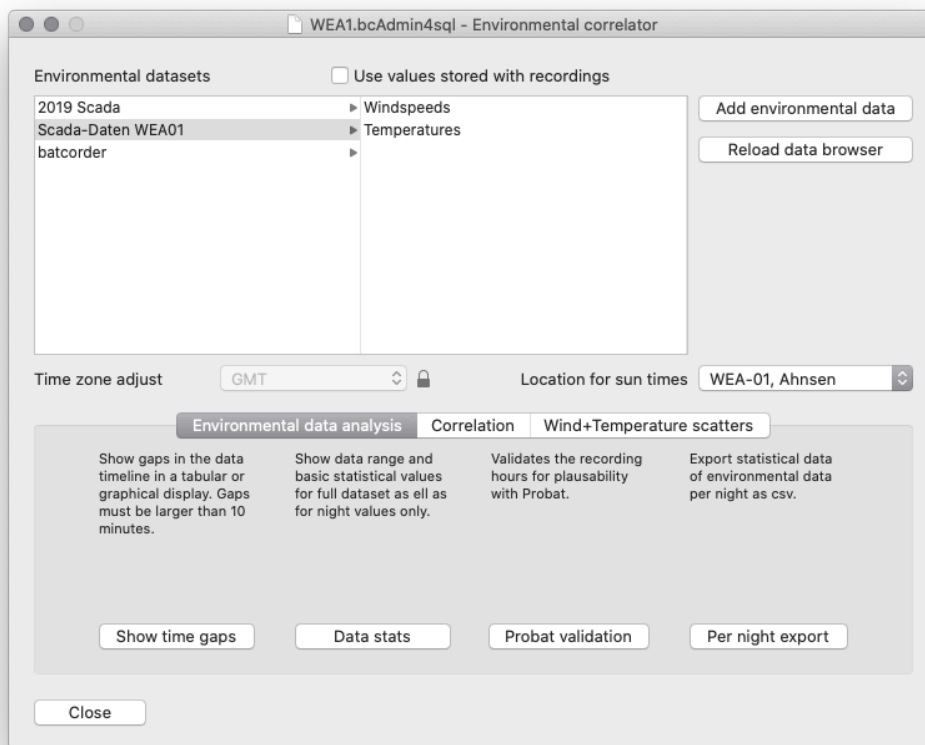 WEA1.bcAdmin4sql - Environmental correlator
Environmental datasets
Use values stored with recordings
2019 Scada
Scada-Daten WEA01
batcorder
Windspeeds
Temperatures
Add environmental data
Reload data browser
Time zone adjust
GMT
Location for sun times
WEA-01, Ahnsen
Environmental data analysis
Correlation
Wind+Temperature scatters
Show gaps in the data
timeline in a tabular or
graphical display. Gaps
must be larger than 10
minutes.
Show data range and
basic statistical values
for full dataset as ell as
for night values only.
Validates the recording
hours for plausability
with Probat.
Export statistical data
of environmental data
per night as csv.
Show time gaps
Data stats
Probat validation
Per night export
Close